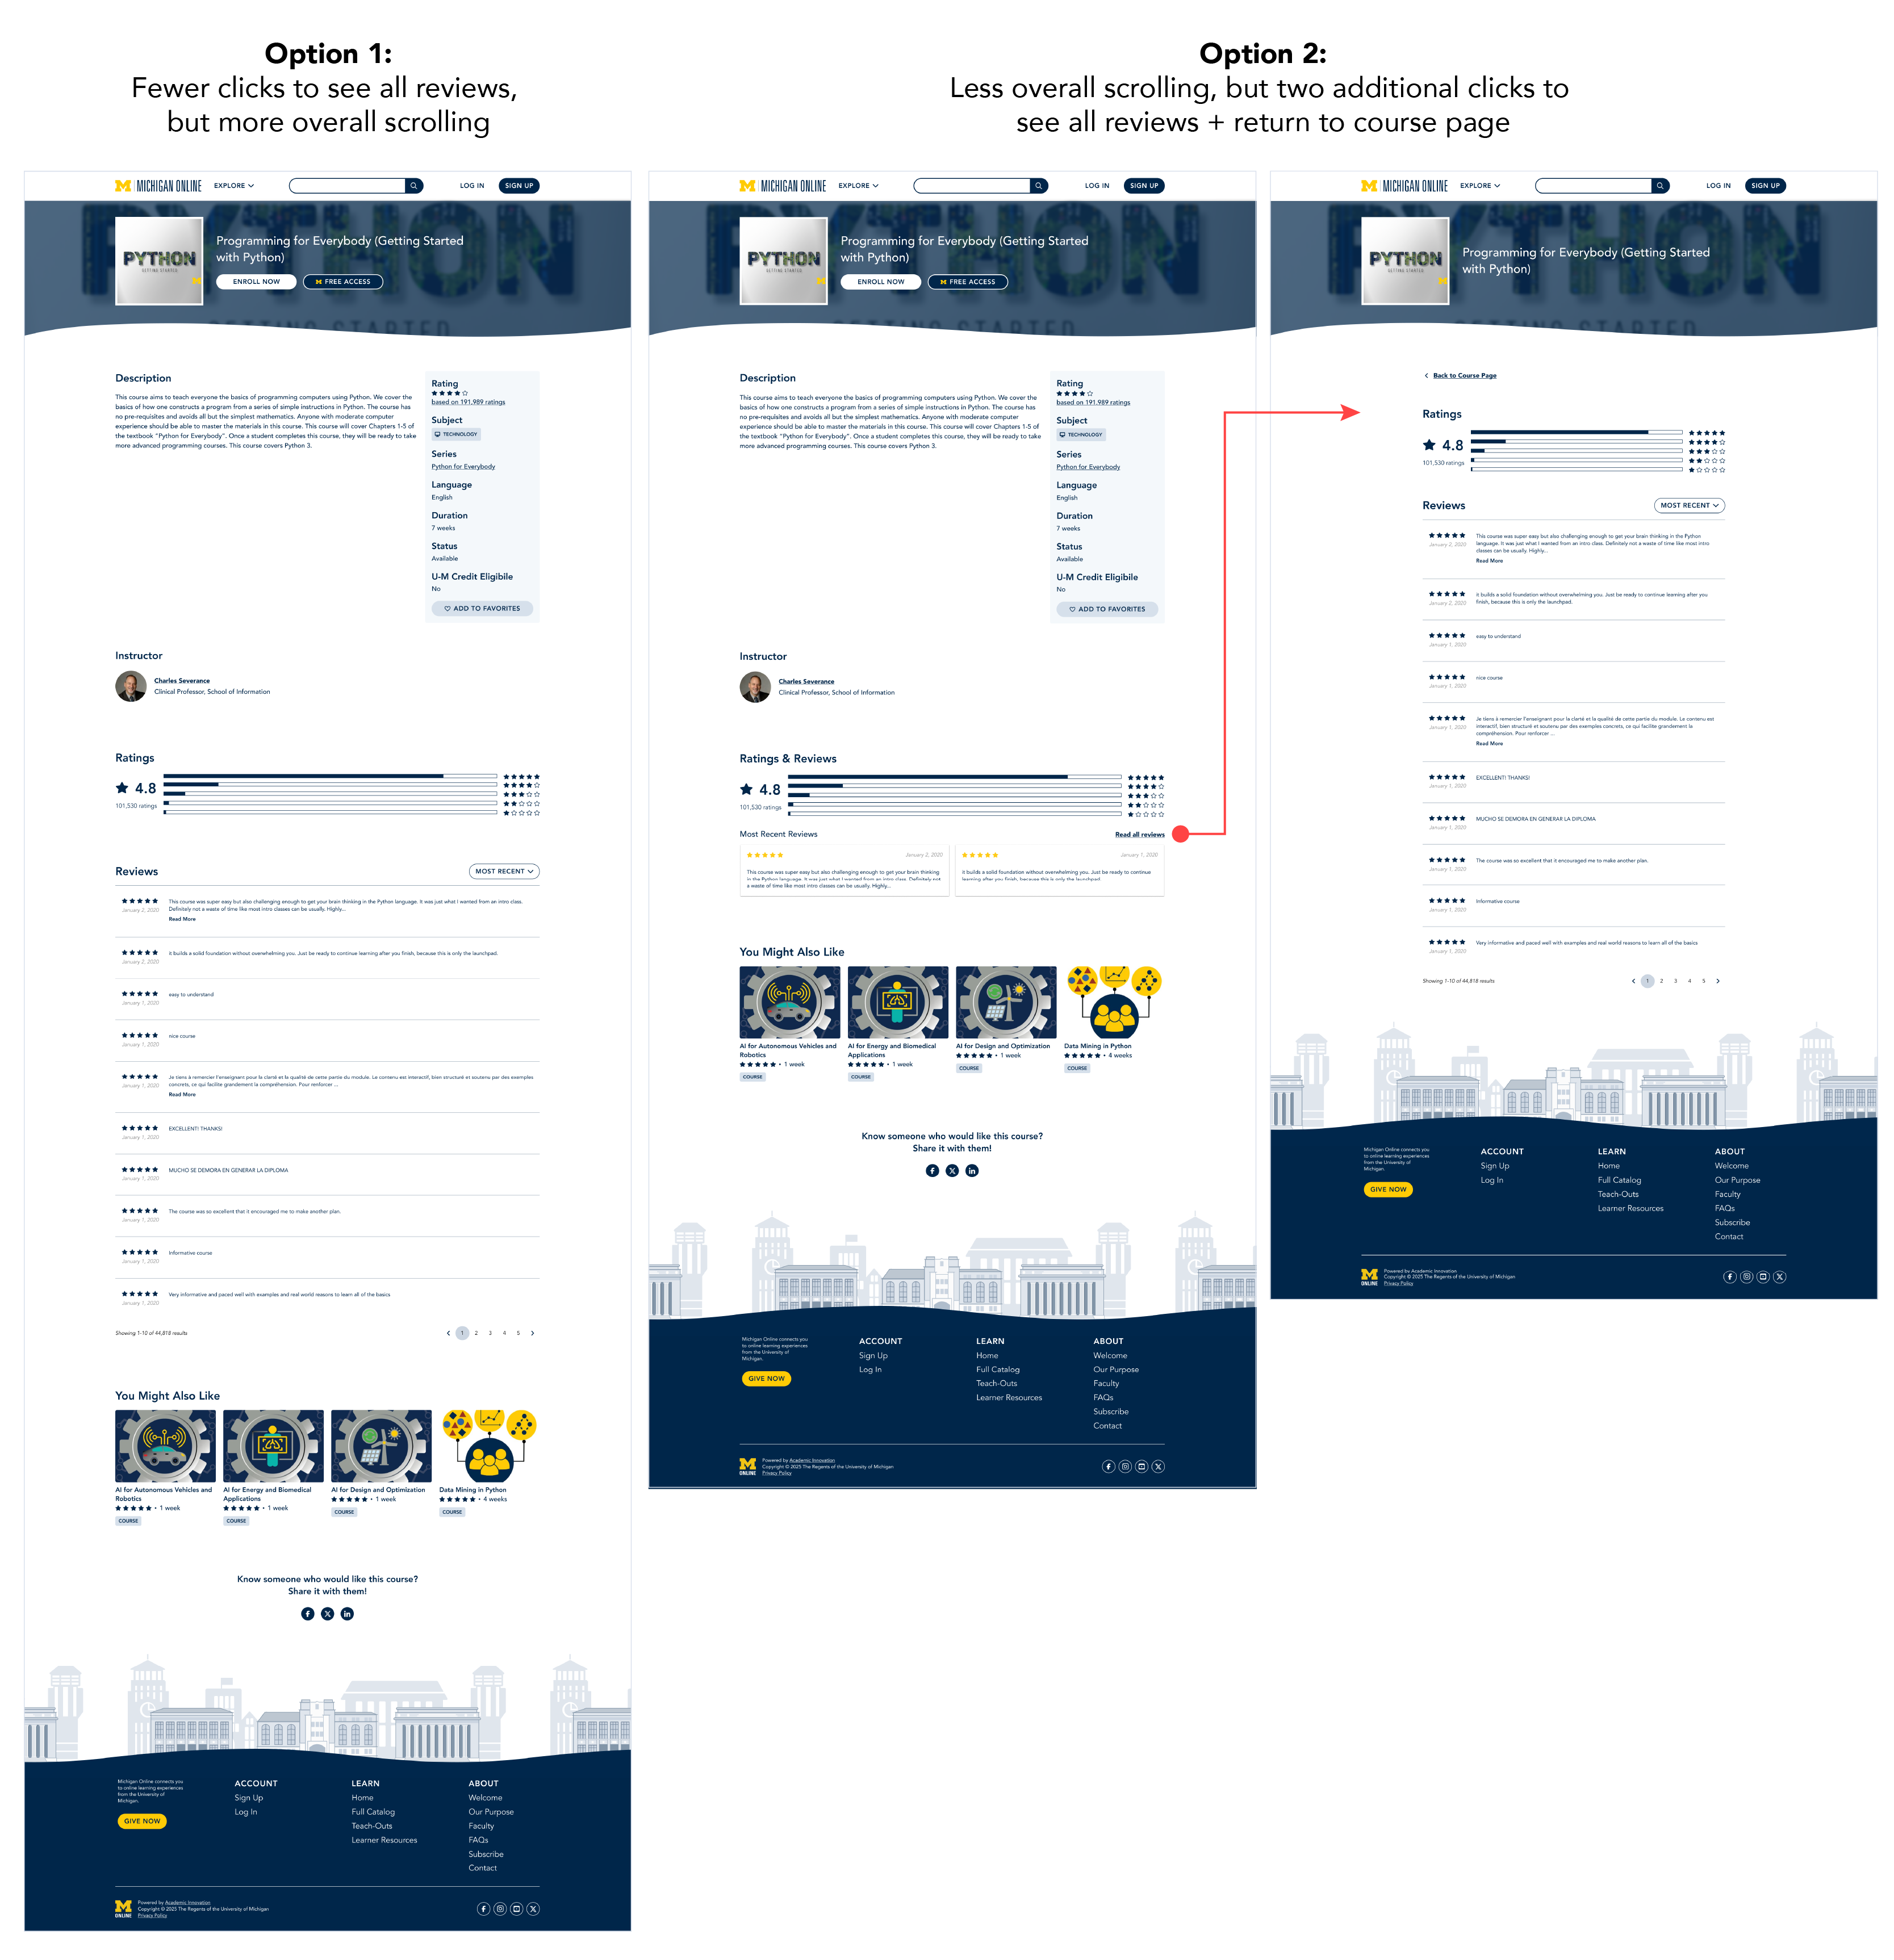 Option 1:
Fewer clicks to see all reviews,
but more overall scrolling
Option 2:
Less overall scrolling, but two additional clicks to
see all reviews + return to course page
M | MICHIGAN ONLINE EXPLORE LOG IN SIGN UP
PYTHON
GETTING STARTED
PYTHON
GETTING STARTED
Programming for Everybody (Getting Started
with Python)
ENROLL NOW M FREE ACCESS
Description
This course aims to teach everyone the basics of programming computers using Python. We cover the
basics of how one constructs a program from a series of simple instructions in Python. The course has
no pre-requisites and avoids all but the simplest mathematics. Anyone with moderate computer
experience should be able to master the materials in this course. This course will cover Chapters 1-5 of
the textbook "Python for Everybody". Once a student completes this course, they will be ready to take
more advanced programming courses. This course covers Python 3.
Rating
based on 191,989 ratings
Subject
TECHNOLOGY
Series
Python for Everybody
Language
English
Duration
7 weeks
Status
Available
U-M Credit Eligibile
No
ADD TO FAVORITES
Instructor
Charles Severance
Clinical Professor, School of Information
Ratings
4.8
101,530 ratings
Reviews MOST RECENT
This course was super easy but also challenging enough to get your brain thinking in the Python language. It was just what I wanted from an intro class.
January 2, 2020 Definitely not a waste of time like most intro classes can be usually. Highly...
Read More
it builds a solid foundation without overwhelming you. Just be ready to continue learning after you finish, because this is only the launchpad.
January 2, 2020
easy to understand
January 1, 2020
nice course
January 1, 2020
Je tiens à remercier l'enseignant pour la clarté et la qualité de cette partie du module. Le contenu est interactif, bien structuré et soutenu par des exemples
January 1, 2020 concrets, ce qui facilite grandement la compréhension. Pour renforcer ...
Read More
EXCELLENT! THANKS!
January 1, 2020
MUCHO SE DEMORA EN GENERAR LA DIPLOMA
January 1, 2020
The course was so excellent that it encouraged me to make another plan.
January 1, 2020
Informative course
January 1, 2020
Very informative and paced well with examples and real world reasons to learn all of the basics
January 1, 2020
Showing 1-10 of 44,818 results 1 2 3 4 5
You Might Also Like
AI for Autonomous Vehicles and
Robotics
• 1 week
COURSE
AI for Energy and Biomedical
Applications
• 1 week
COURSE
AI for Design and Optimization
• 1 week
COURSE
Data Mining in Python
• 4 weeks
COURSE
Know someone who would like this course?
Share it with them!
Michigan Online connects you
to online learning experiences
from the University of
Michigan.
GIVE NOW
ACCOUNT
Sign Up
Log In
LEARN
Home
Full Catalog
Teach-Outs
Learner Resources
ABOUT
Welcome
Our Purpose
Faculty
FAQs
Subscribe
Contact
M
ONLINE
Powered by Academic Innovation
Copyright © 2025 The Regents of the University of Michigan
Privacy Policy
M | MICHIGAN ONLINE EXPLORE LOG IN SIGN UP
PYTHON
GETTING STARTED
PYTHON
GETTING STARTED
Programming for Everybody (Getting Started
with Python)
ENROLL NOW M FREE ACCESS
Description
This course aims to teach everyone the basics of programming computers using Python. We cover the
basics of how one constructs a program from a series of simple instructions in Python. The course has
no pre-requisites and avoids all but the simplest mathematics. Anyone with moderate computer
experience should be able to master the materials in this course. This course will cover Chapters 1-5 of
the textbook "Python for Everybody". Once a student completes this course, they will be ready to take
more advanced programming courses. This course covers Python 3.
Rating
based on 191,989 ratings
Subject
TECHNOLOGY
Series
Python for Everybody
Language
English
Duration
7 weeks
Status
Available
U-M Credit Eligibile
No
ADD TO FAVORITES
Instructor
Charles Severance
Clinical Professor, School of Information
Ratings & Reviews
4.8
101,530 ratings
Most Recent Reviews Read all reviews
January 2, 2020
This course was super easy but also challenging enough to get your brain thinking
in the Python language. It was just what I wanted from an intro class. Definitely not
a waste of time like most intro classes can be usually. Highly...
January 1, 2020
it builds a solid foundation without overwhelming you. Just be ready to continue
learning after you finish, because this is only the launchpad.
You Might Also Like
AI for Autonomous Vehicles and
Robotics
• 1 week
COURSE
AI for Energy and Biomedical
Applications
• 1 week
COURSE
AI for Design and Optimization
• 1 week
COURSE
Data Mining in Python
• 4 weeks
COURSE
Know someone who would like this course?
Share it with them!
Michigan Online connects you
to online learning experiences
from the University of
Michigan.
GIVE NOW
ACCOUNT
Sign Up
Log In
LEARN
Home
Full Catalog
Teach-Outs
Learner Resources
ABOUT
Welcome
Our Purpose
Faculty
FAQs
Subscribe
Contact
M
ONLINE
Powered by Academic Innovation
Copyright © 2025 The Regents of the University of Michigan
Privacy Policy
M | MICHIGAN ONLINE EXPLORE LOG IN SIGN UP
PYTHON
GETTING STARTED
PYTHON
GETTING STARTED
Programming for Everybody (Getting Started
with Python)
Back to Course Page
Ratings
4.8
101,530 ratings
Reviews MOST RECENT
This course was super easy but also challenging enough to get your brain thinking in the Python
January 2, 2020 language. It was just what I wanted from an intro class. Definitely not a waste of time like most intro
classes can be usually. Highly...
Read More
it builds a solid foundation without overwhelming you. Just be ready to continue learning after you
January 2, 2020 finish, because this is only the launchpad.
easy to understand
January 1, 2020
nice course
January 1, 2020
Je tiens à remercier l'enseignant pour la clarté et la qualité de cette partie du module. Le contenu est
January 1, 2020 interactif, bien structuré et soutenu par des exemples concrets, ce qui facilite grandement la
compréhension. Pour renforcer ...
Read More
EXCELLENT! THANKS!
January 1, 2020
MUCHO SE DEMORA EN GENERAR LA DIPLOMA
January 1, 2020
The course was so excellent that it encouraged me to make another plan.
January 1, 2020
Informative course
January 1, 2020
Very informative and paced well with examples and real world reasons to learn all of the basics
January 1, 2020
Showing 1-10 of 44,818 results 1 2 3 4 5
Michigan Online connects you
to online learning experiences
from the University of
Michigan.
GIVE NOW
ACCOUNT
Sign Up
Log In
LEARN
Home
Full Catalog
Teach-Outs
Learner Resources
ABOUT
Welcome
Our Purpose
Faculty
FAQs
Subscribe
Contact
M
ONLINE
Powered by Academic Innovation
Copyright © 2025 The Regents of the University of Michigan
Privacy Policy